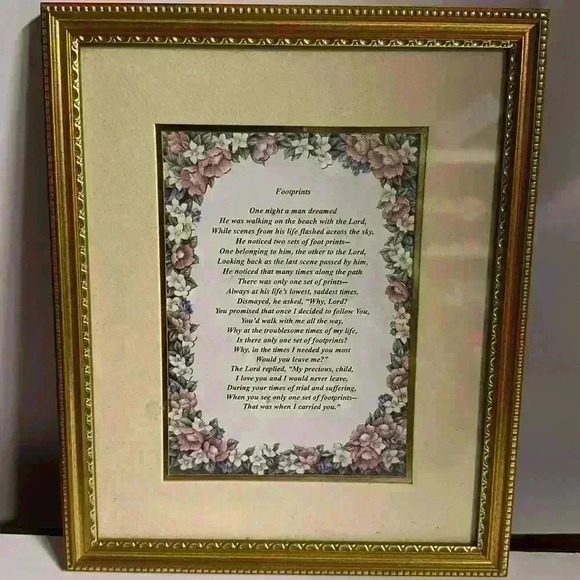 Footprints
One night a man dreamed
He was walking on the beach with the Lord,
While scenes from his life flashed across the sky,
He noticed two sets of foot prints—
One belonging to him, the other to the Lord,
Looking back as the last scene passed by him,
He noticed that many times along the path
There was only one set of prints—
Always at his life's lowest, saddest times,
Dismayed, he asked, "Why, Lord?
You promised that once I decided to follow You,
You'd walk with me all the way,
Why at the troublesome times of my life,
Is there only one set of footprints?
Why, in the times I needed you most
Would you leave me?"
The Lord replied, "My precious, child,
I love you and I would never leave,
During your times of trial and suffering,
When you see only one set of footprints—
That was when I carried you."